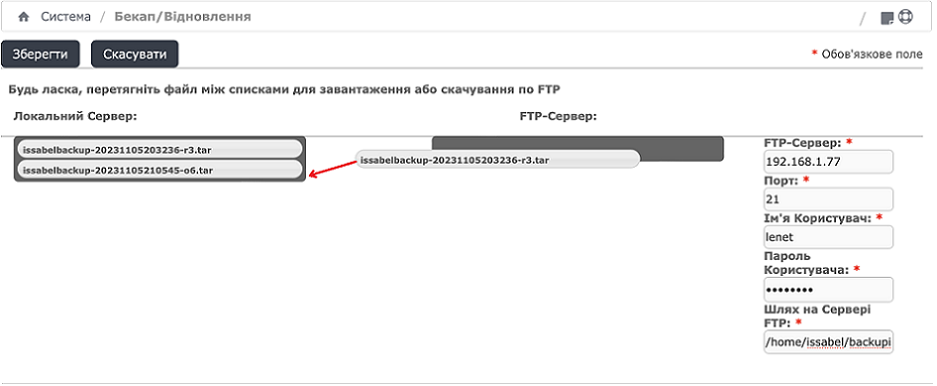 Система / Бекап/Відновлення /
Зберегти Скасувати * Обов'язкове поле
Будь ласка, перетягніть файл між списками для завантаження або скачування по FTP
Локальний Сервер: FTP-Сервер:
issabelbackup-20231105203236-r3.tar
issabelbackup-20231105210545-o6.tar
issabelbackup-20231105203236-r3.tar
FTP-Сервер: *
192.168.1.77
Порт: *
21
Ім'я Користувач: *
lenet
Пароль
Користувача: *
••••••••
Шлях на Сервері
FTP: *
/home/issabel/backupi